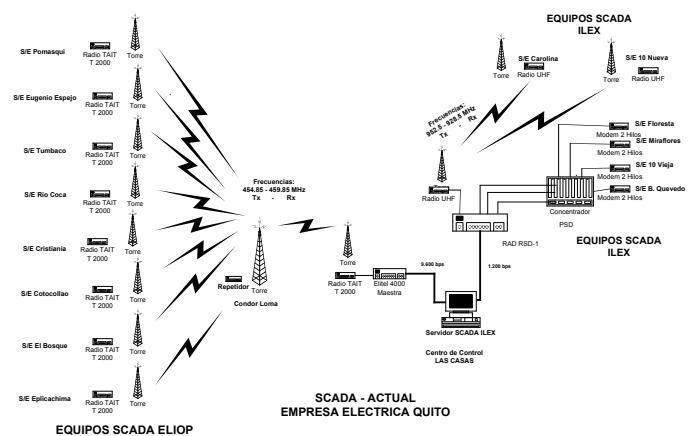 EQUIPOS SCADA
ILEX
S/E Pomasqui
Radio TAIT
T 2000
Torre
S/E Eugenio Espejo
Radio TAIT
T 2000
Torre
S/E Tumbaco
Radio TAIT
T 2000
Torre
S/E Rio Coca
Radio TAIT
T 2000
Torre
S/E Cristiania
Radio TAIT
T 2000
Torre
S/E Cotocollao
Radio TAIT
T 2000
Torre
S/E El Bosque
Radio TAIT
T 2000
Torre
S/E Eplicachima
Radio TAIT
T 2000
Torre
EQUIPOS SCADA ELIOP
Frecuencias:
454.85 - 459.85 MHz
Tx - Rx
Repetidor
Torre
Condor Loma
Torre
Radio TAIT
T 2000
Elitel 4000
Maestra
9.600 bps
1.200 bps
Servidor SCADA ILEX
Centro de Control
LAS CASAS
S/E Carolina
Radio UHF
Torre
S/E 10 Nueva
Radio UHF
Torre
Frecuencias:
952.5 - 928.5 MHz
Tx - Rx
Torre
Radio UHF
RAD RSD-1
S/E Floresta
Modem 2 Hilos
S/E Miraflores
Modem 2 Hilos
S/E 10 Vieja
Modem 2 Hilos
S/E B. Quevedo
Modem 2 Hilos
Concentrador
PSD
EQUIPOS SCADA
ILEX
SCADA - ACTUAL
EMPRESA ELECTRICA QUITO